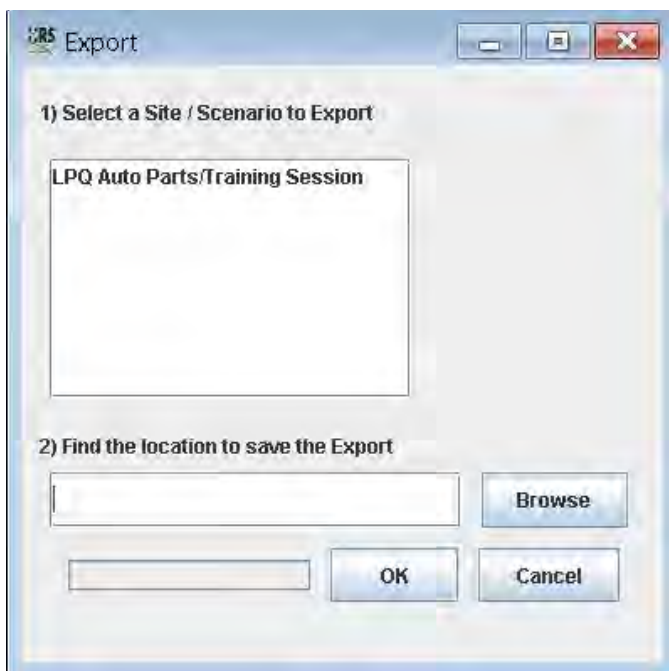 HRS Export
1) Select a Site / Scenario to Export
LPQ Auto Parts/Training Session
2) Find the location to save the Export
Browse
OK
Cancel